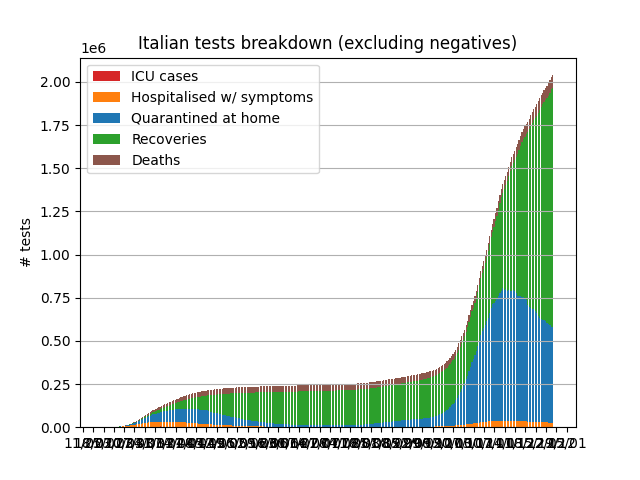 Italian tests breakdown (excluding negatives)
1e6
ICU cases
Hospitalised w/ symptoms
Quarantined at home
Recoveries
Deaths
2.00
1.75
1.50
1.25
1.00
0.75
0.50
0.25
0.00
# tests